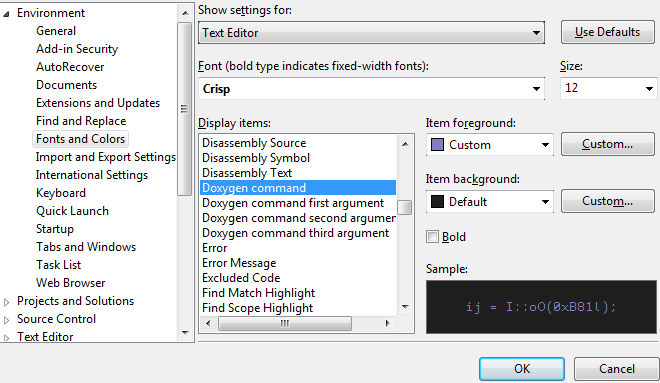 Environment
General
Add-in Security
AutoRecover
Documents
Extensions and Updates
Find and Replace
Fonts and Colors
Import and Export Settings
International Settings
Keyboard
Quick Launch
Startup
Tabs and Windows
Task List
Web Browser
Projects and Solutions
Source Control
Text Editor
Show settings for:
Text Editor
Use Defaults
Font (bold type indicates fixed-width fonts):
Size:
Crisp
12
Display items:
Disassembly Source
Disassembly Symbol
Disassembly Text
Doxygen command
Doxygen command first argument
Doxygen command second argumen
Doxygen command third argument
Error
Error Message
Excluded Code
Find Match Highlight
Find Scope Highlight
Item foreground:
Custom
Custom...
Item background:
Default
Custom...
Bold
Sample:
ij = I::oO(0xB81l);
OK
Cancel